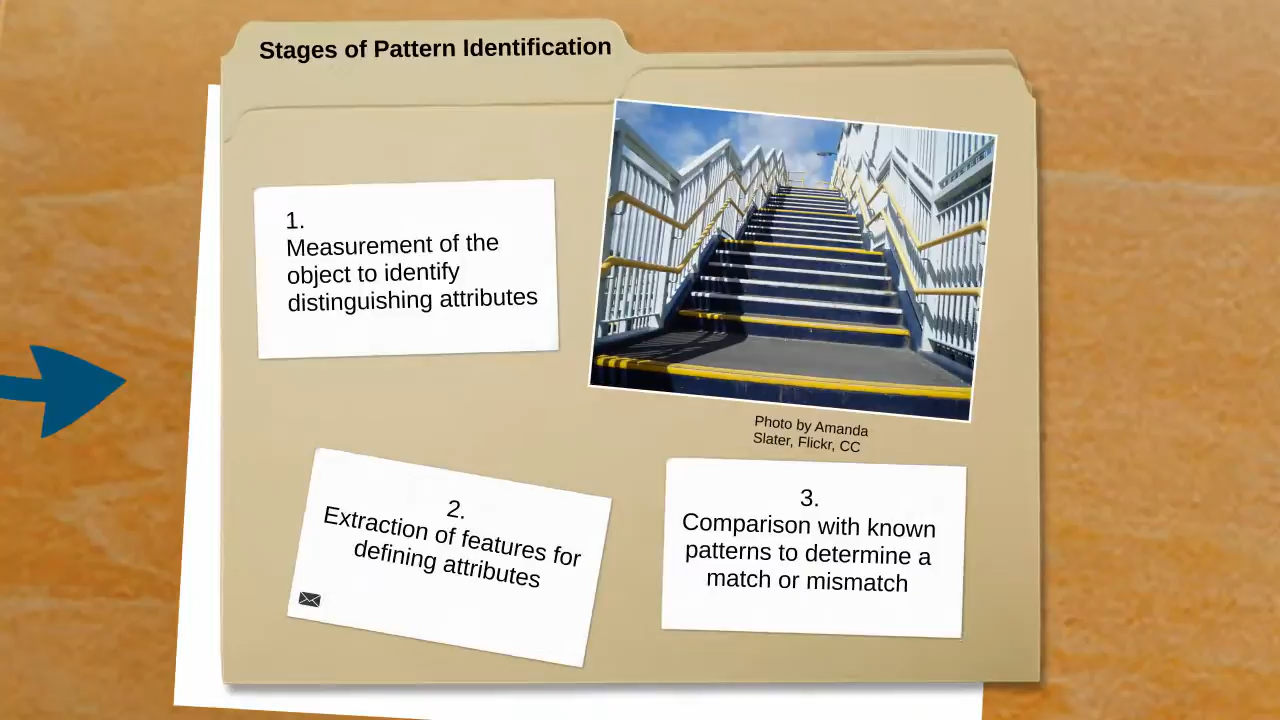 Stages of Pattern Identification
1.
Measurement of the
object to identify
distinguishing attributes
Photo by Amanda
Slater, Flickr, CC
2.
Extraction of features for
defining attributes
3.
Comparison with known
patterns to determine a
match or mismatch